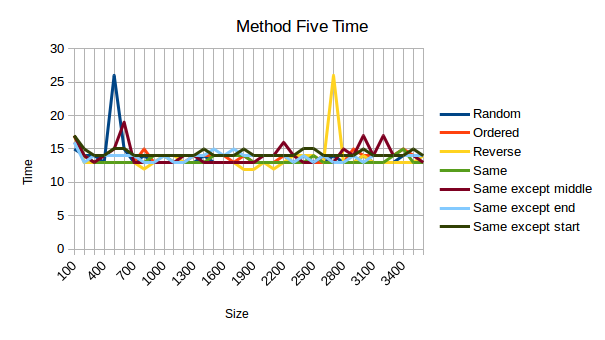 Method Five Time
30
25
20
15
10
5
0
Time
100
400
700
1000
1300
1600
1900
2200
2500
2800
3100
3400
Size
Random
Ordered
Reverse
Same
Same except middle
Same except end
Same except start